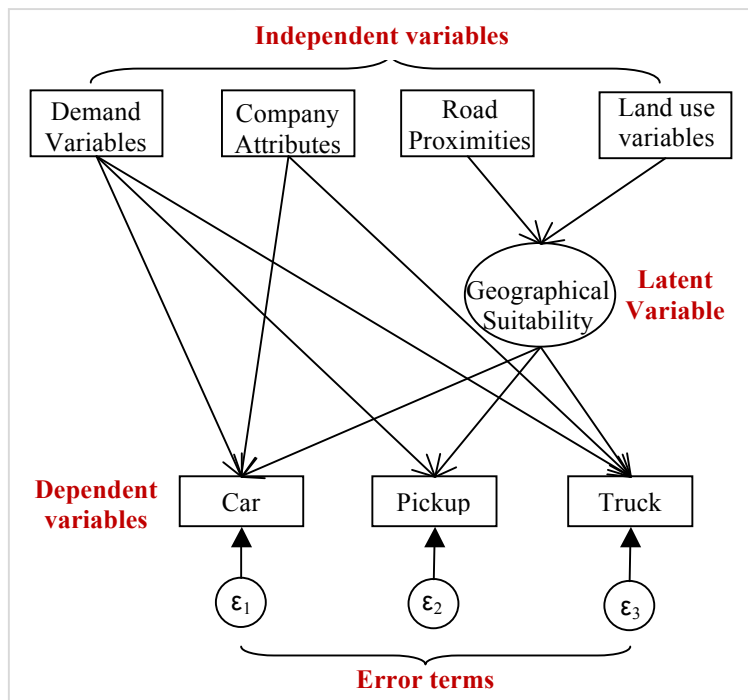 Independent variables
Demand
Variables
Company
Attributes
Road
Proximities
Land use
variables
Geographical
Suitability
Latent
Variable
Dependent
variables
Car
Pickup
Truck
ε1
ε2
ε3
Error terms